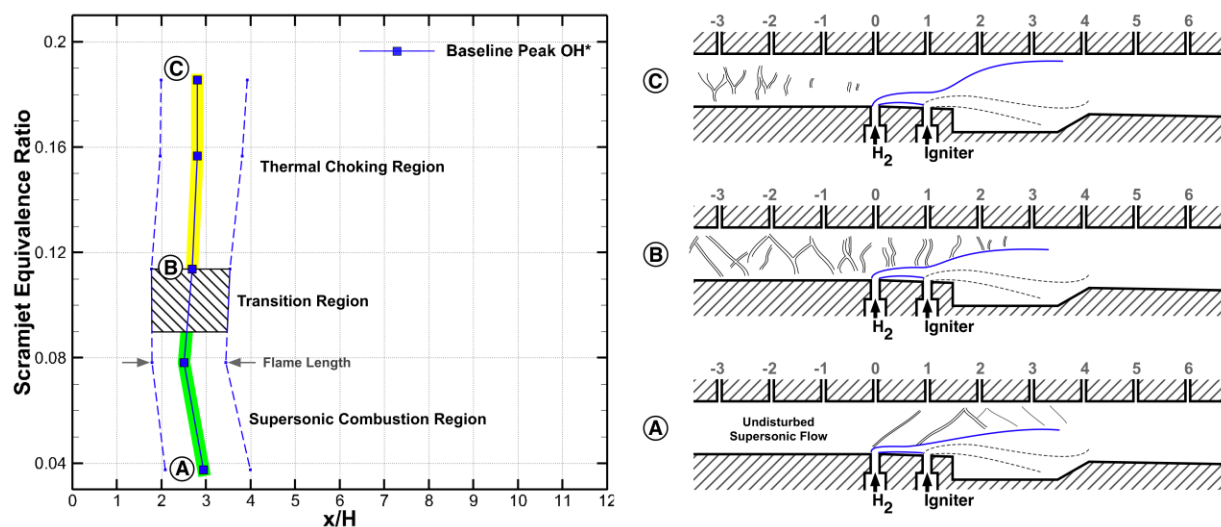 0.2
0.16
0.12
0.08
0.04
Scramjet Equivalence Ratio
Baseline Peak OH*
C
Thermal Choking Region
B
Transition Region
Flame Length
Supersonic Combustion Region
A
0 1 2 3 4 5 6 7 8 9 10 11 12
x/H
-3 -2 -1 0 1 2 3 4 5 6
C
H2 Igniter
-3 -2 -1 0 1 2 3 4 5 6
B
H2 Igniter
-3 -2 -1 0 1 2 3 4 5 6
A
Undisturbed
Supersonic Flow
H2 Igniter